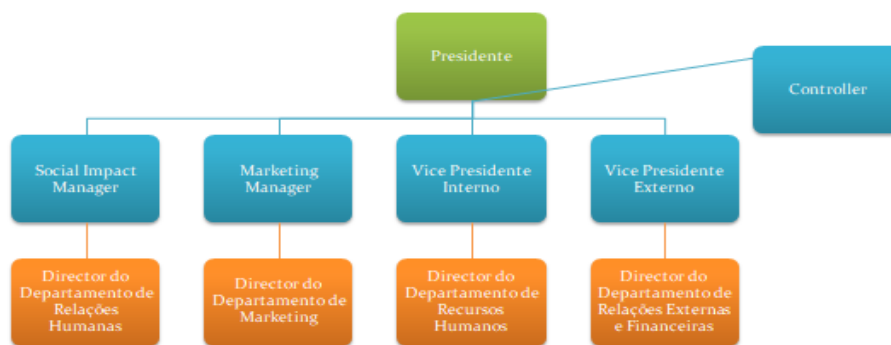 Presidente
Controller
Social Impact
Manager
Marketing
Manager
Vice Presidente
Interno
Vice Presidente
Externo
Director do
Departamento de
Relações
Humanas
Director do
Departamento de
Marketing
Director do
Departamento de
Recursos
Humanos
Director do
Departamento de
Relações Externas
e Financeiras